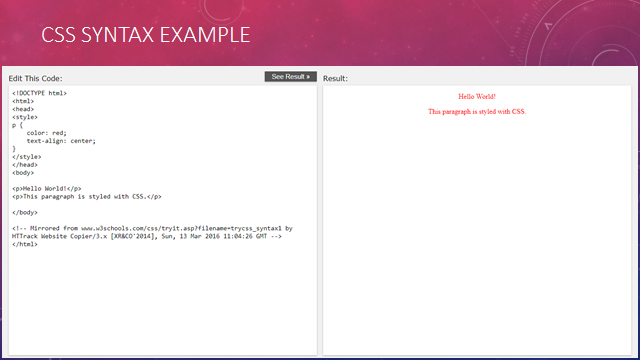 CSS SYNTAX EXAMPLE
Edit This Code:
See Result »
Result:
<!DOCTYPE html>
<html>
<head>
<style>
p {
    color: red;
    text-align: center;
}
</style>
</head>
<body>
<p>Hello World!</p>
<p>This paragraph is styled with CSS.</p>
</body>
<!-- Mirrored from www.w3schools.com/css/tryit.asp?filename=trycss_syntax1 by
HTTrack Website Copier/3.x [XR&CO'2014], Sun, 13 Mar 2016 11:04:26 GMT -->
</html>
Hello World!
This paragraph is styled with CSS.